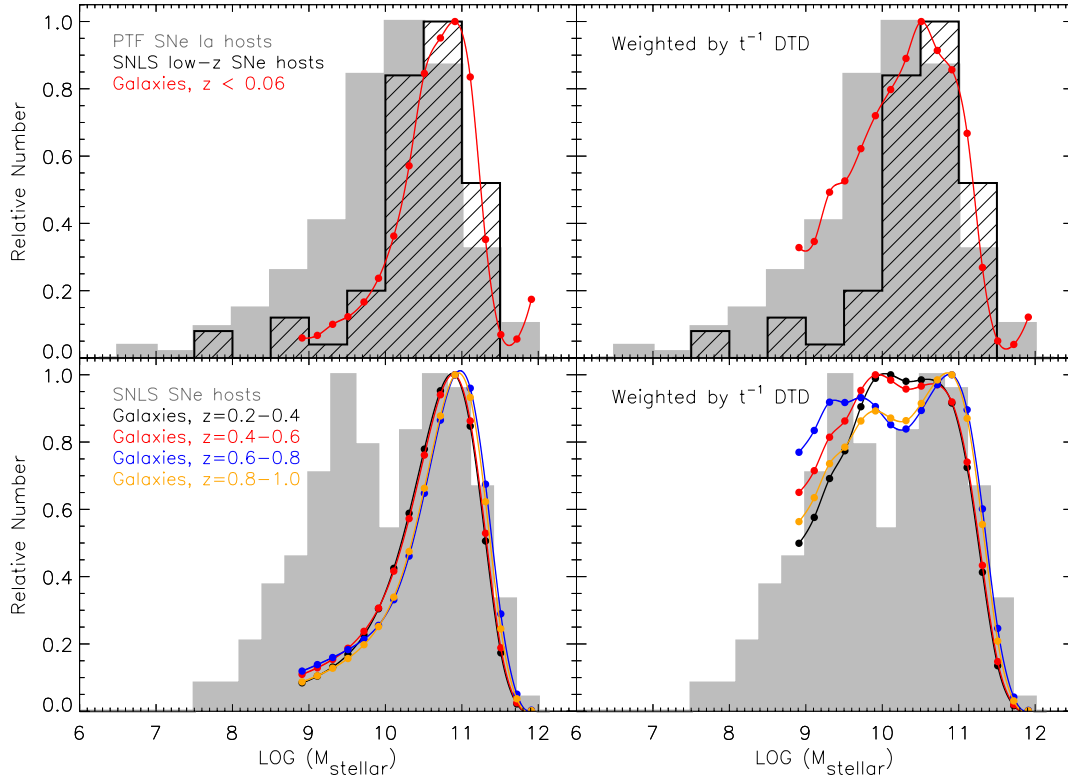 1.0
0.8
0.6
0.4
0.2
0.0
Relative Number
PTF SNe Ia hosts
SNLS low-z SNe hosts
Galaxies, z < 0.06
Weighted by t⁻¹ DTD
1.0
0.8
0.6
0.4
0.2
0.0
Relative Number
SNLS SNe hosts
Galaxies, z=0.2-0.4
Galaxies, z=0.4-0.6
Galaxies, z=0.6-0.8
Galaxies, z=0.8-1.0
Weighted by t⁻¹ DTD
6 7 8 9 10 11 12
6 7 8 9 10 11 12
LOG (Mstellar)
LOG (Mstellar)